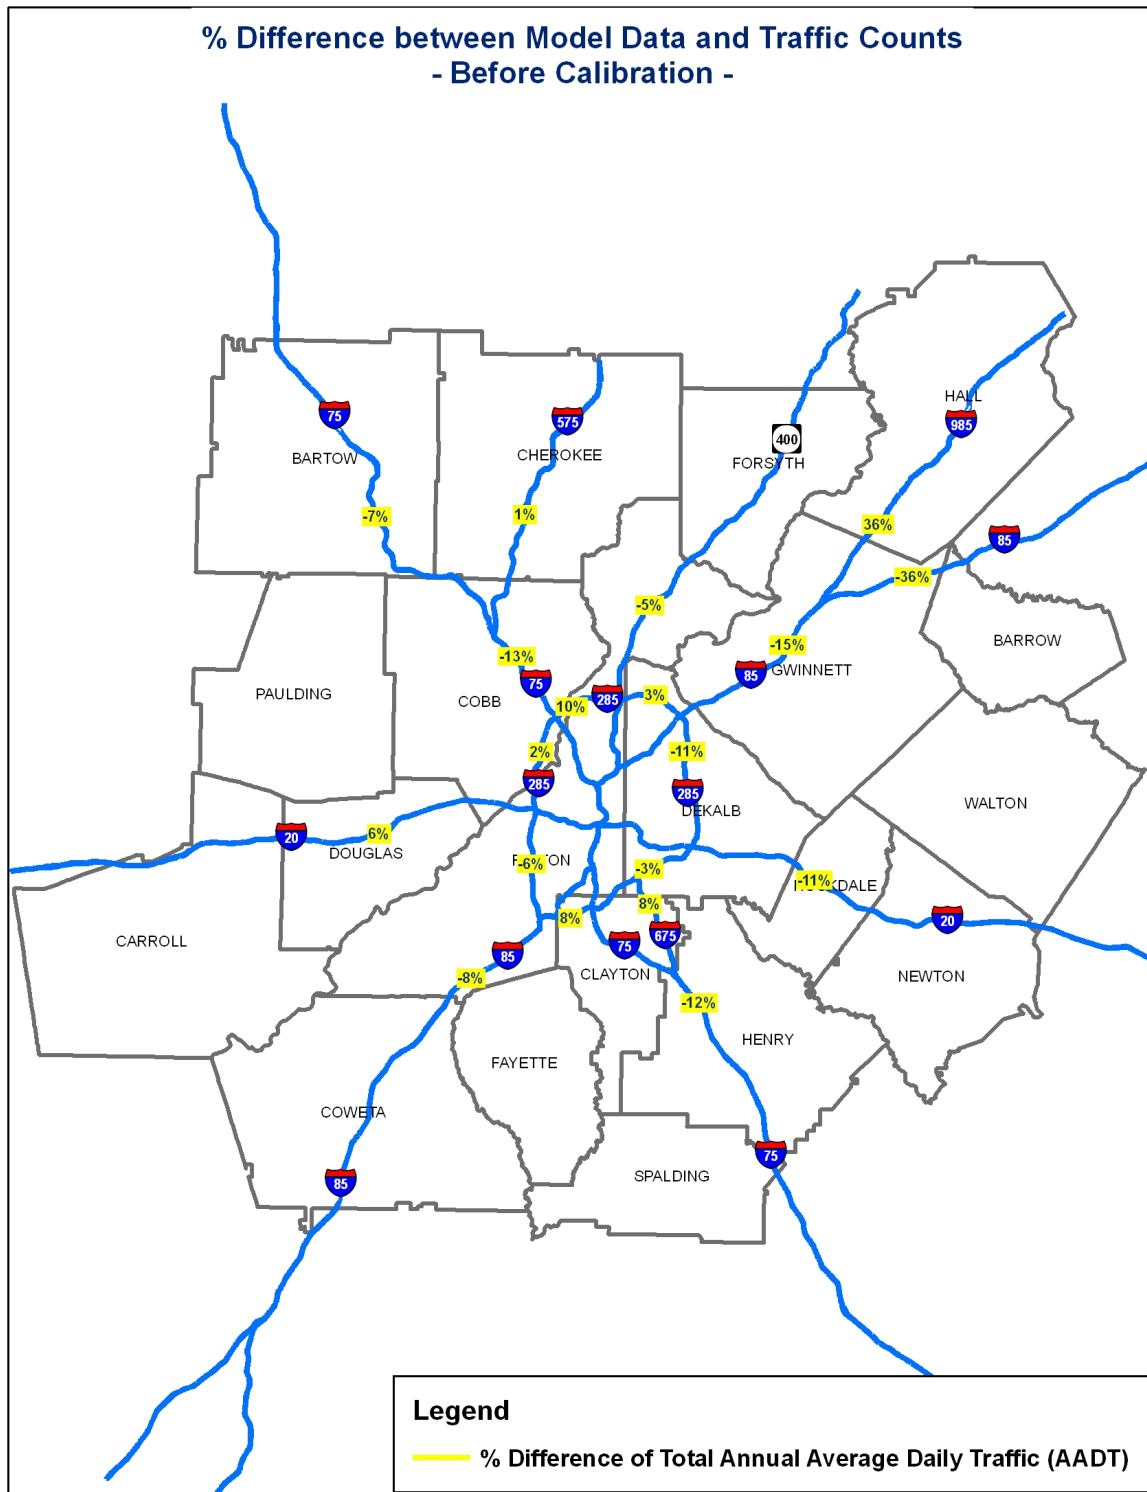 % Difference between Model Data and Traffic Counts
- Before Calibration -
HALL
75
575
985
400
CHEROKEE
BARTOW
FORSYTH
-7%
1%
36%
85
-36%
-5%
BARROW
-15%
-13%
GWINNETT
85
75
PAULDING
COBB
285
3%
10%
2%
-11%
285
285
WALTON
DEKALB
20
6%
DOUGLAS
-6%
-3%
-11%
8%
8%
20
675
CARROLL
75
85
CLAYTON
-8%
NEWTON
-12%
HENRY
FAYETTE
COWETA
75
SPALDING
85
Legend
% Difference of Total Annual Average Daily Traffic (AADT)